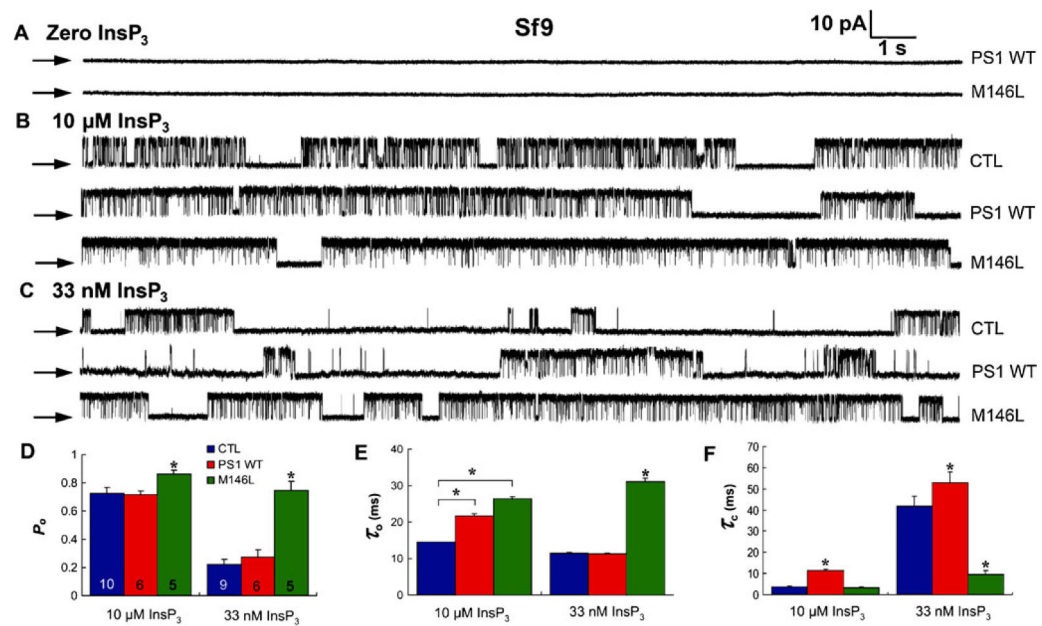 Sf9
10 pA
1 s
A Zero InsP3
PS1 WT
M146L
B 10 µM InsP3
CTL
PS1 WT
M146L
C 33 nM InsP3
CTL
PS1 WT
M146L
D
CTL
PS1 WT
M146L
Po
1
0.8
0.6
0.4
0.2
0
* *
10 6 5 9 6 5
10 µM InsP3 33 nM InsP3
E
τo (ms)
40
30
20
10
0
* * *
10 µM InsP3 33 nM InsP3
F
τc (ms)
70
60
50
40
30
20
10
0
* * *
10 µM InsP3 33 nM InsP3